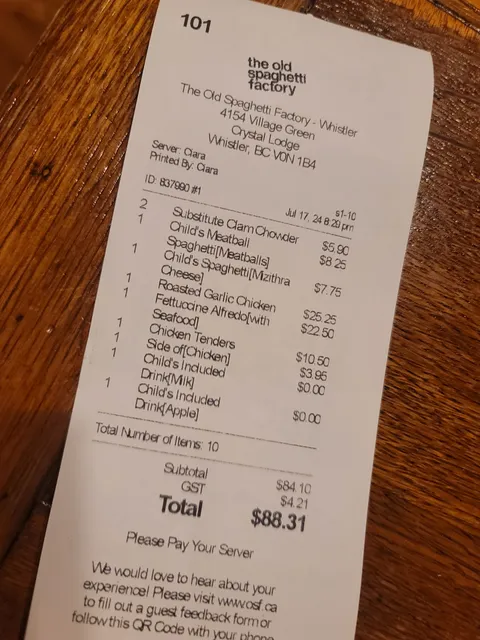 101
the old
spaghetti
factory
The Old Spaghetti Factory - Whistler
4154 Village Green
Crystal Lodge
Whistler, BC V0N 1B4
Server: Ciara
Printed By: Ciara
s1-10
ID: 837990 #1 Jul 17, 24 8:29 pm
2 Substitute Clam Chowder $5.90
1 Child's Meatball $8.25
Spaghetti[Meatballs]
1 Child's Spaghetti[Mizithra $7.75
Cheese]
1 Roasted Garlic Chicken $25.25
1 Fettuccine Alfredo[with $22.50
Seafood]
1 Chicken Tenders $10.50
1 Side of[Chicken] $3.95
1 Child's Included $0.00
Drink[Milk]
1 Child's Included $0.00
Drink[Apple]
Total Number of Items: 10
Subtotal $84.10
GST $4.21
Total $88.31
Please Pay Your Server
We would love to hear about your
experience! Please visit www.osf.ca
to fill out a guest feedback form or
follow this QR Code with your phone